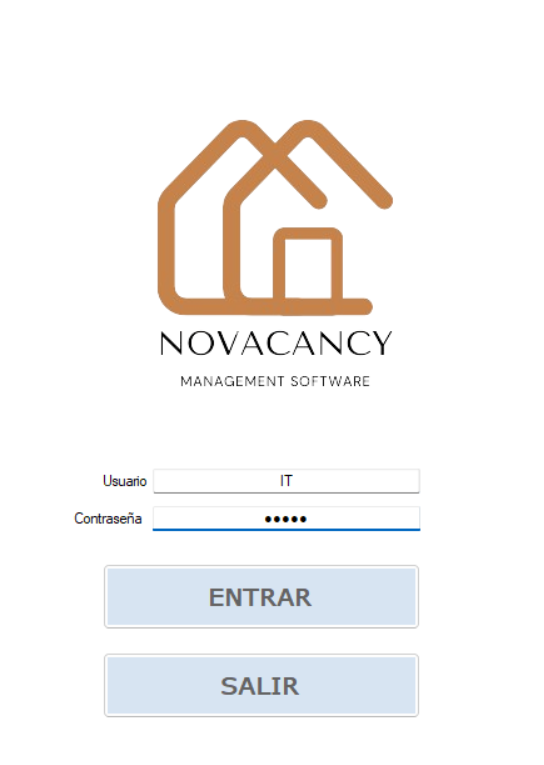 NOVACANCY
MANAGEMENT SOFTWARE
Usuario IT
Contraseña •••••
ENTRAR
SALIR